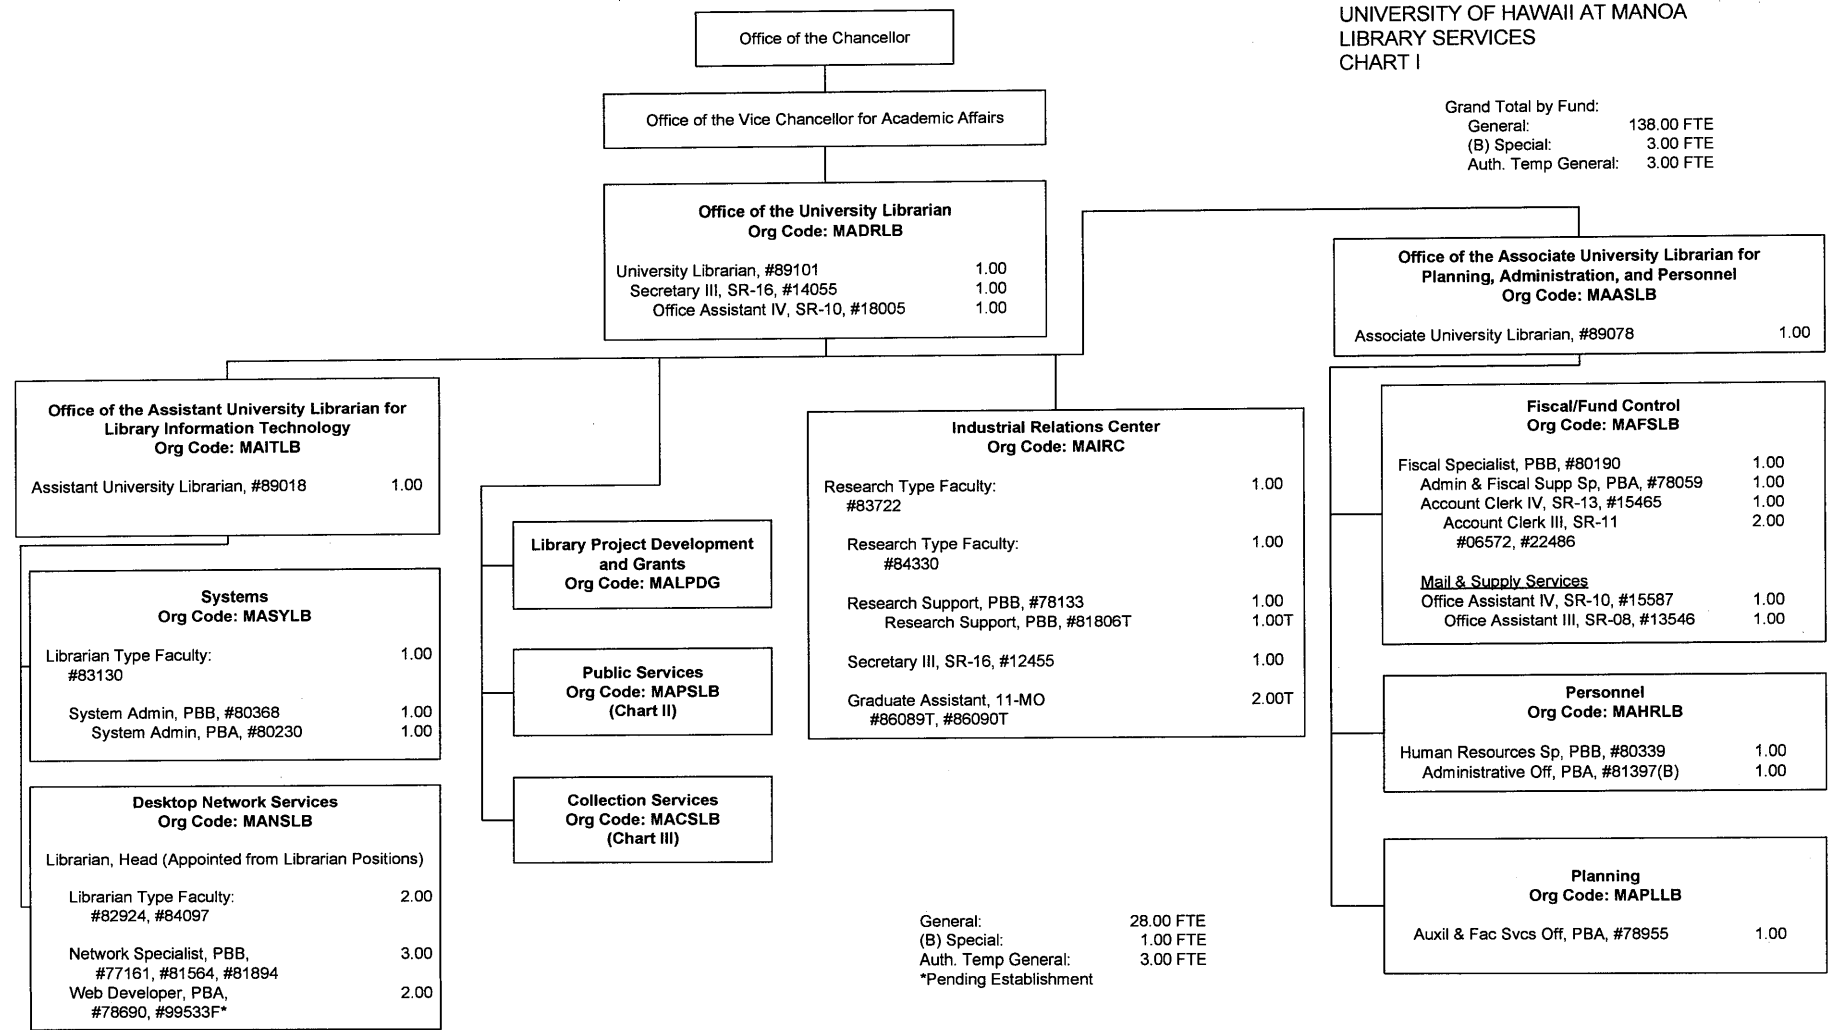 UNIVERSITY OF HAWAII AT MANOA
LIBRARY SERVICES
CHART I
Grand Total by Fund:
General: 138.00 FTE
(B) Special: 3.00 FTE
Auth. Temp General: 3.00 FTE
Office of the Chancellor
Office of the Vice Chancellor for Academic Affairs
Office of the University Librarian
Org Code: MADRLB
University Librarian, #89101 1.00
Secretary III, SR-16, #14055 1.00
Office Assistant IV, SR-10, #18005 1.00
Office of the Assistant University Librarian for
Library Information Technology
Org Code: MAITLB
Assistant University Librarian, #89018 1.00
Systems
Org Code: MASYLB
Librarian Type Faculty: 1.00
#83130
System Admin, PBB, #80368 1.00
System Admin, PBA, #80230 1.00
Desktop Network Services
Org Code: MANSLB
Librarian, Head (Appointed from Librarian Positions)
Librarian Type Faculty: 2.00
#82924, #84097
Network Specialist, PBB, 3.00
#77161, #81564, #81894
Web Developer, PBA, 2.00
#78690, #99533F*
Library Project Development
and Grants
Org Code: MALPDG
Public Services
Org Code: MAPSLB
(Chart II)
Collection Services
Org Code: MACSLB
(Chart III)
Industrial Relations Center
Org Code: MAIRC
Research Type Faculty: 1.00
#83722
Research Type Faculty: 1.00
#84330
Research Support, PBB, #78133 1.00
Research Support, PBB, #81806T 1.00T
Secretary III, SR-16, #12455 1.00
Graduate Assistant, 11-MO 2.00T
#86089T, #86090T
Office of the Associate University Librarian for
Planning, Administration, and Personnel
Org Code: MAASLB
Associate University Librarian, #89078 1.00
Fiscal/Fund Control
Org Code: MAFSLB
Fiscal Specialist, PBB, #80190 1.00
Admin & Fiscal Supp Sp, PBA, #78059 1.00
Account Clerk IV, SR-13, #15465 1.00
Account Clerk III, SR-11 2.00
#06572, #22486
Mail & Supply Services
Office Assistant IV, SR-10, #15587 1.00
Office Assistant III, SR-08, #13546 1.00
Personnel
Org Code: MAHRLB
Human Resources Sp, PBB, #80339 1.00
Administrative Off, PBA, #81397(B) 1.00
Planning
Org Code: MAPLLB
Auxil & Fac Svcs Off, PBA, #78955 1.00
General: 28.00 FTE
(B) Special: 1.00 FTE
Auth. Temp General: 3.00 FTE
*Pending Establishment